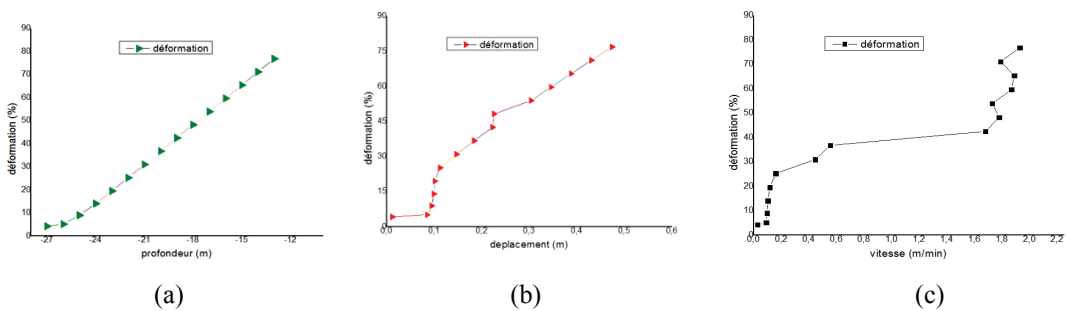 90
80
70
60
50
40
30
20
10
0
déformation (%)
déformation
-27 -24 -21 -18 -15 -12
profondeur (m)
(a)
90
75
60
45
30
15
déformation (%)
déformation
0,0 0,1 0,2 0,3 0,4 0,5 0,6
deplacement (m)
(b)
90
80
70
60
50
40
30
20
10
0
déformation (%)
déformation
0,0 0,2 0,4 0,6 0,8 1,0 1,2 1,4 1,6 1,8 2,0 2,2
vitesse (m/min)
(c)